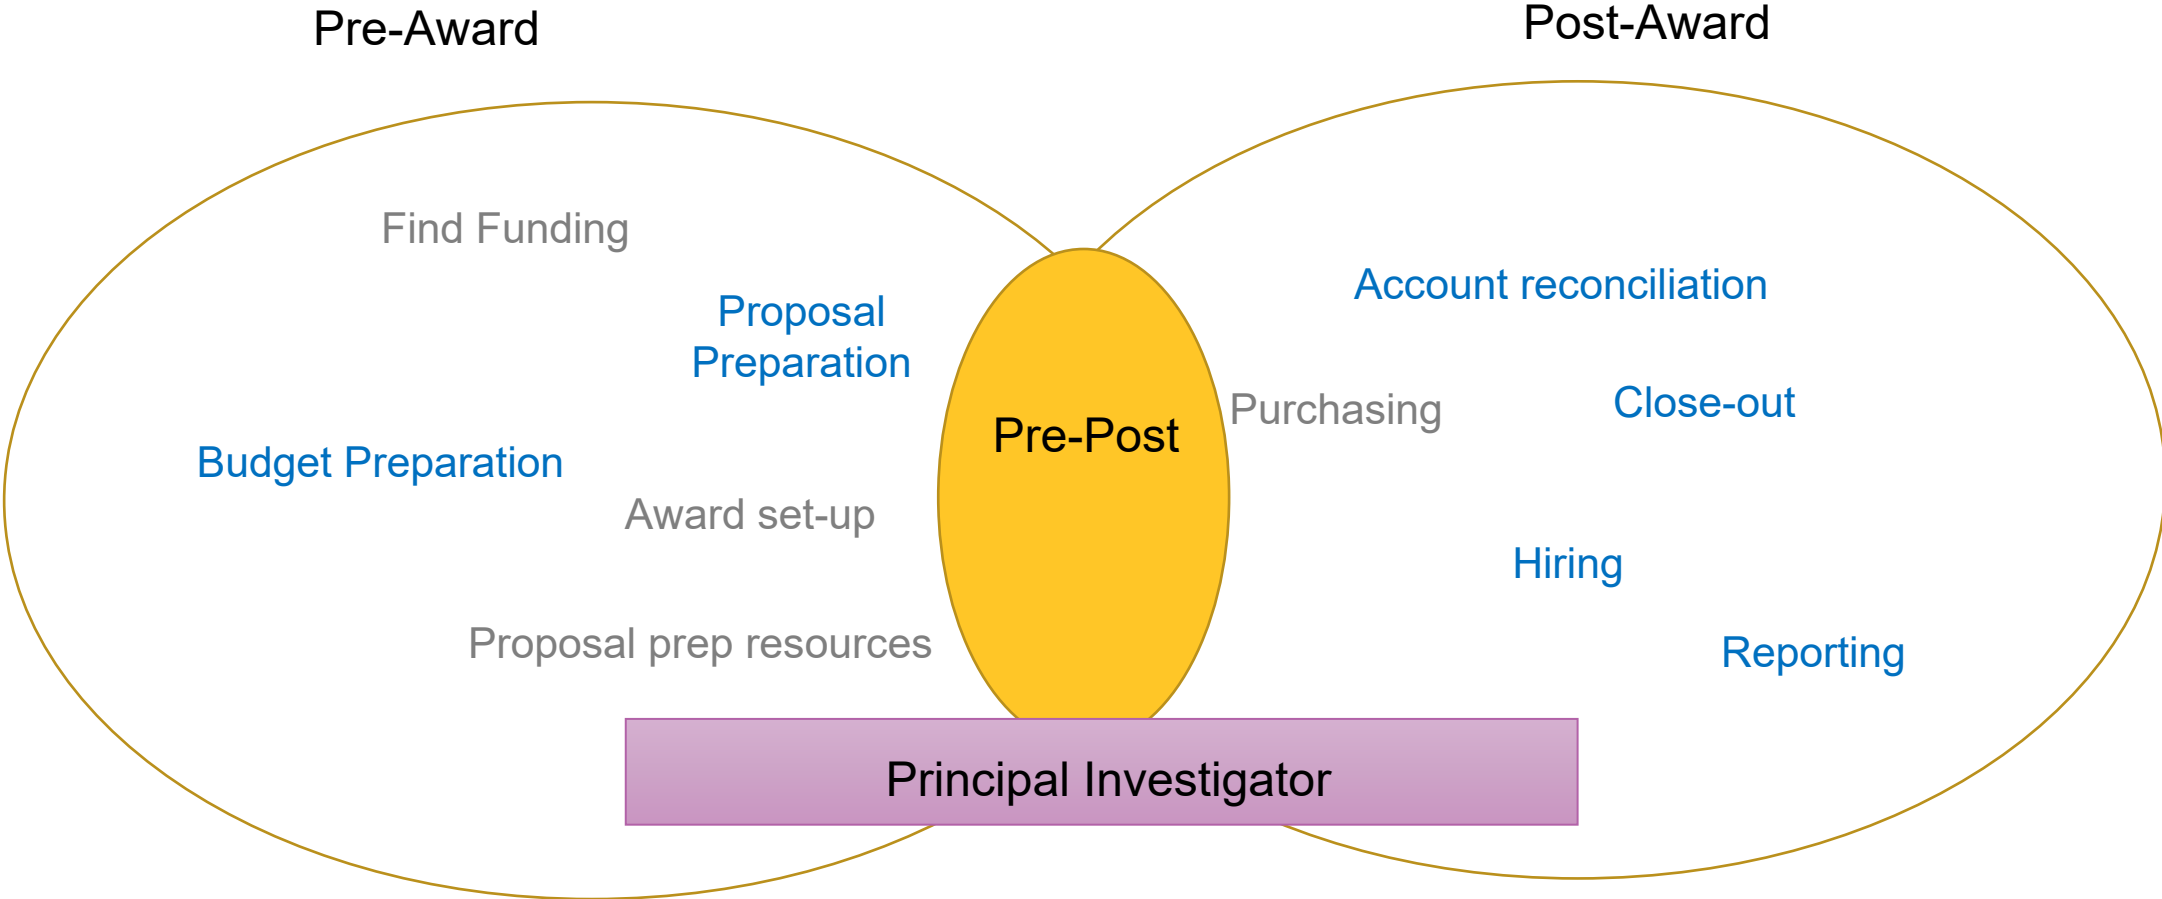 Pre-Award
Post-Award
Find Funding
Proposal
Preparation
Budget Preparation
Award set-up
Proposal prep resources
Pre-Post
Account reconciliation
Purchasing
Close-out
Hiring
Reporting
Principal Investigator